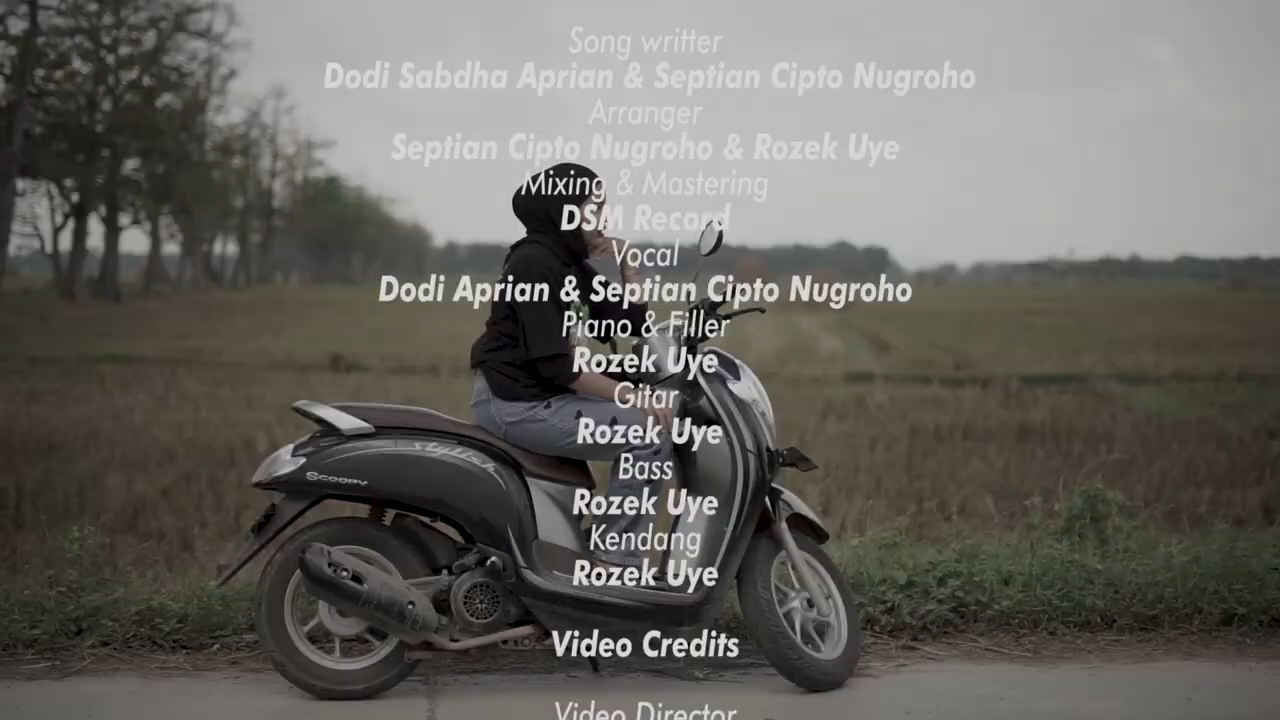 Song writter
Dodi Sabdha Aprian & Septian Cipto Nugroho
Arranger
Septian Cipto Nugroho & Rozek Uye
Mixing & Mastering
DSM Record
Vocal
Dodi Aprian & Septian Cipto Nugroho
Piano & Filler
Rozek Uye
Gitar
Rozek Uye
Bass
Rozek Uye
Kendang
Rozek Uye
Video Credits
Video Director
stylish
Scoopy